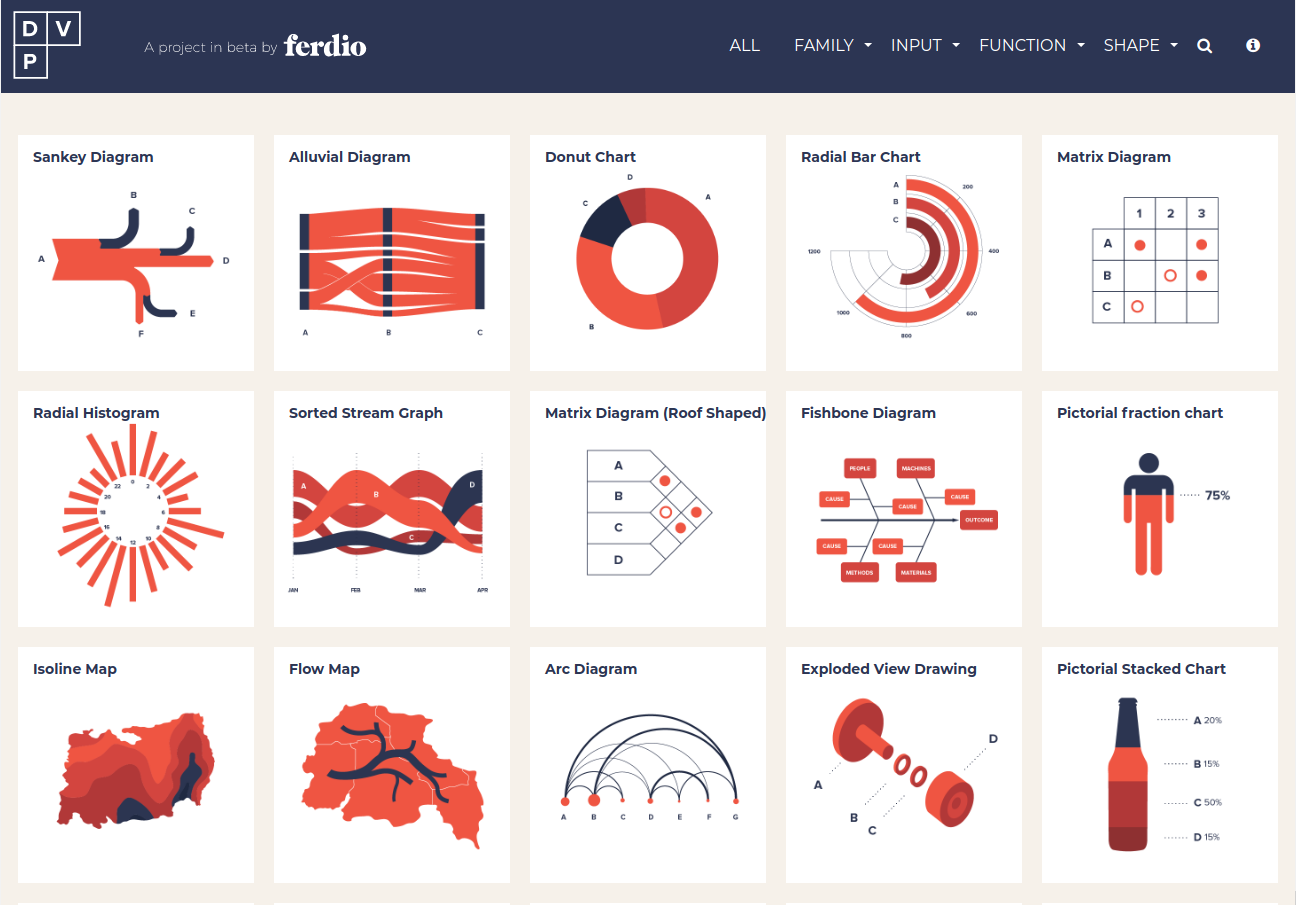 D V
P
A project in beta by ferdio
ALL FAMILY INPUT FUNCTION SHAPE
Sankey Diagram
B
C
A
D
E
F
Alluvial Diagram
A B C
Donut Chart
D
A
C
B
Radial Bar Chart
A
200
B
C
1200
400
1000
600
800
Matrix Diagram
1 2 3
A
B
C
Radial Histogram
0
22
2
20
4
18
6
16
8
14
10
12
Sorted Stream Graph
A
B
C
D
JAN FEB MAR APR
Matrix Diagram (Roof Shaped)
A
B
C
D
Fishbone Diagram
PEOPLE MACHINES
CAUSE CAUSE CAUSE
OUTCOME
CAUSE CAUSE
METHODS MATERIALS
Pictorial fraction chart
75%
Isoline Map
Flow Map
Arc Diagram
A B C D E F G
Exploded View Drawing
D
A
B
C
Pictorial Stacked Chart
A 20%
B 15%
C 50%
D 15%